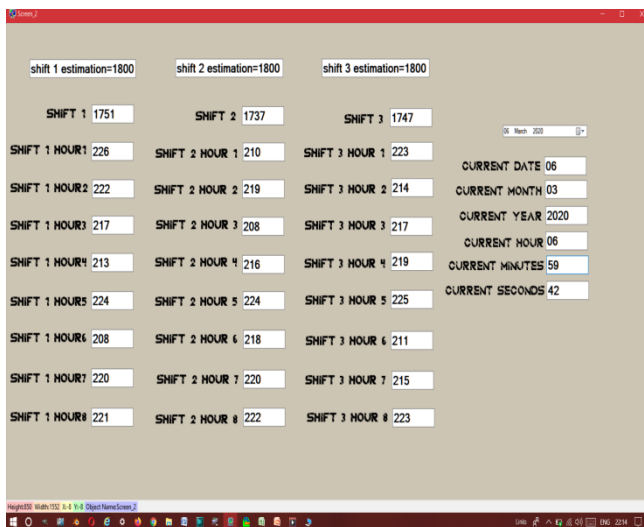 Screen_2
shift 1 estimation=1800 shift 2 estimation=1800 shift 3 estimation=1800
SHIFT 1 1751 SHIFT 2 1737 SHIFT 3 1747
06 March 2020
SHIFT 1 HOUR1 226 SHIFT 2 HOUR 1 210 SHIFT 3 HOUR 1 223
CURRENT DATE 06
SHIFT 1 HOUR2 222 SHIFT 2 HOUR 2 219 SHIFT 3 HOUR 2 214
CURRENT MONTH 03
SHIFT 1 HOUR3 217 SHIFT 2 HOUR 3 208 SHIFT 3 HOUR 3 217
CURRENT YEAR 2020
CURRENT HOUR 06
SHIFT 1 HOUR4 213 SHIFT 2 HOUR 4 216 SHIFT 3 HOUR 4 219
CURRENT MINUTES 59
CURRENT SECONDS 42
SHIFT 1 HOUR5 224 SHIFT 2 HOUR 5 224 SHIFT 3 HOUR 5 225
SHIFT 1 HOUR6 208 SHIFT 2 HOUR 6 218 SHIFT 3 HOUR 6 211
SHIFT 1 HOUR7 220 SHIFT 2 HOUR 7 220 SHIFT 3 HOUR 7 215
SHIFT 1 HOUR8 221 SHIFT 2 HOUR 8 222 SHIFT 3 HOUR 8 223
Height:850 Width:1552 X:-8 Y:-8 Object Name:Screen_2
Links ENG 22:14